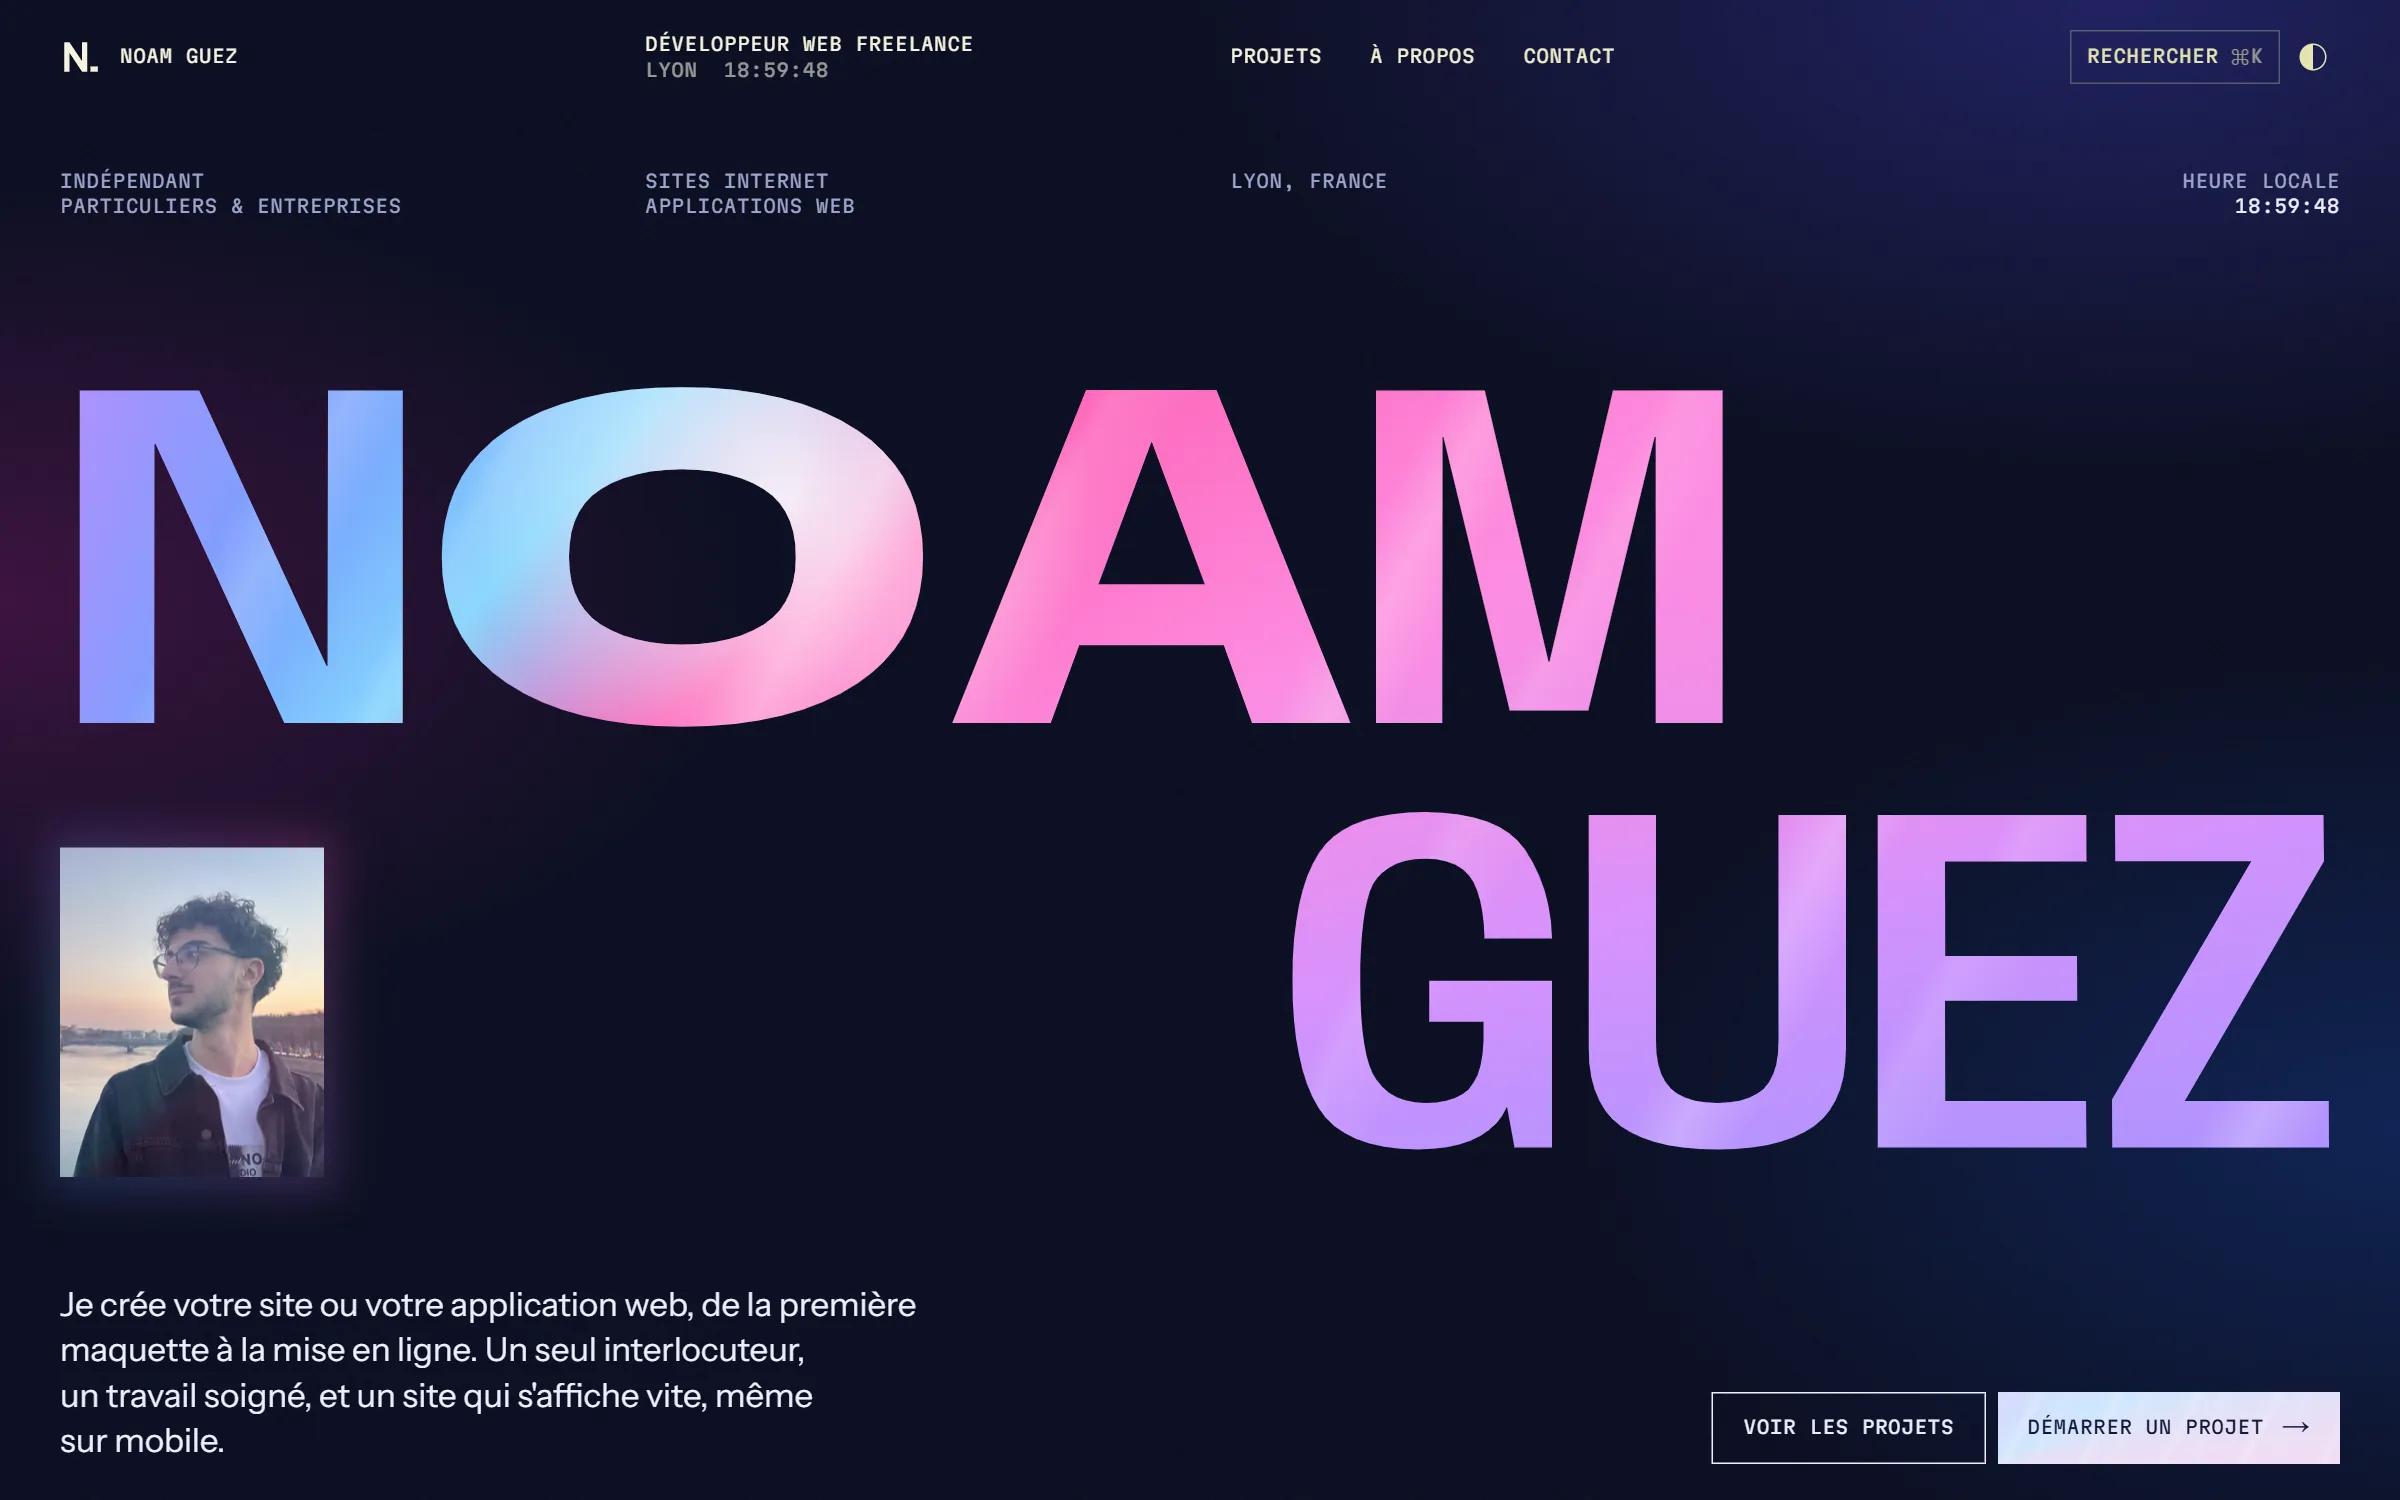 N. NOAM GUEZ
DÉVELOPPEUR WEB FREELANCE
LYON 18:59:48
PROJETS À PROPOS CONTACT
RECHERCHER ⌘K
INDÉPENDANT
PARTICULIERS & ENTREPRISES
SITES INTERNET
APPLICATIONS WEB
LYON, FRANCE
HEURE LOCALE
18:59:48
NOAM
GUEZ
Je crée votre site ou votre application web, de la première
maquette à la mise en ligne. Un seul interlocuteur,
un travail soigné, et un site qui s'affiche vite, même
sur mobile.
VOIR LES PROJETS
DÉMARRER UN PROJET →